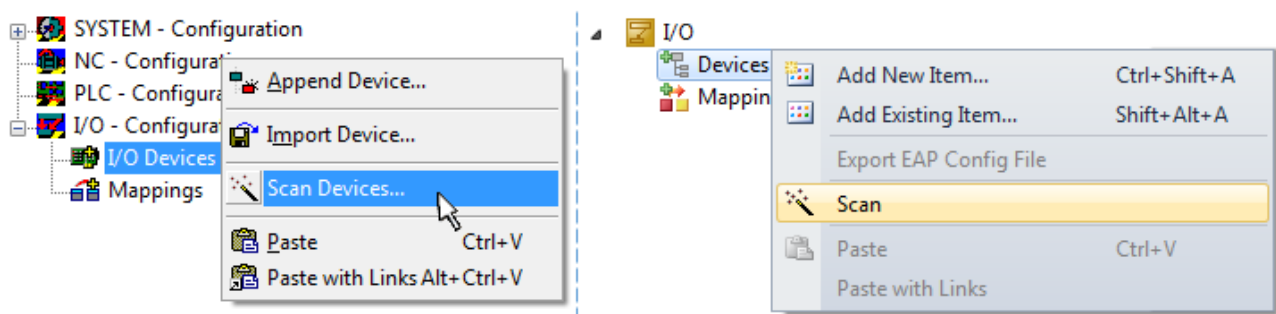 SYSTEM - Configuration
NC - Configurati
PLC - Configura
I/O - Configurat
I/O Devices
Mappings
Append Device...
Import Device...
Scan Devices...
Paste Ctrl+V
Paste with Links Alt+Ctrl+V
I/O
Devices
Mappin
Add New Item... Ctrl+Shift+A
Add Existing Item... Shift+Alt+A
Export EAP Config File
Scan
Paste Ctrl+V
Paste with Links